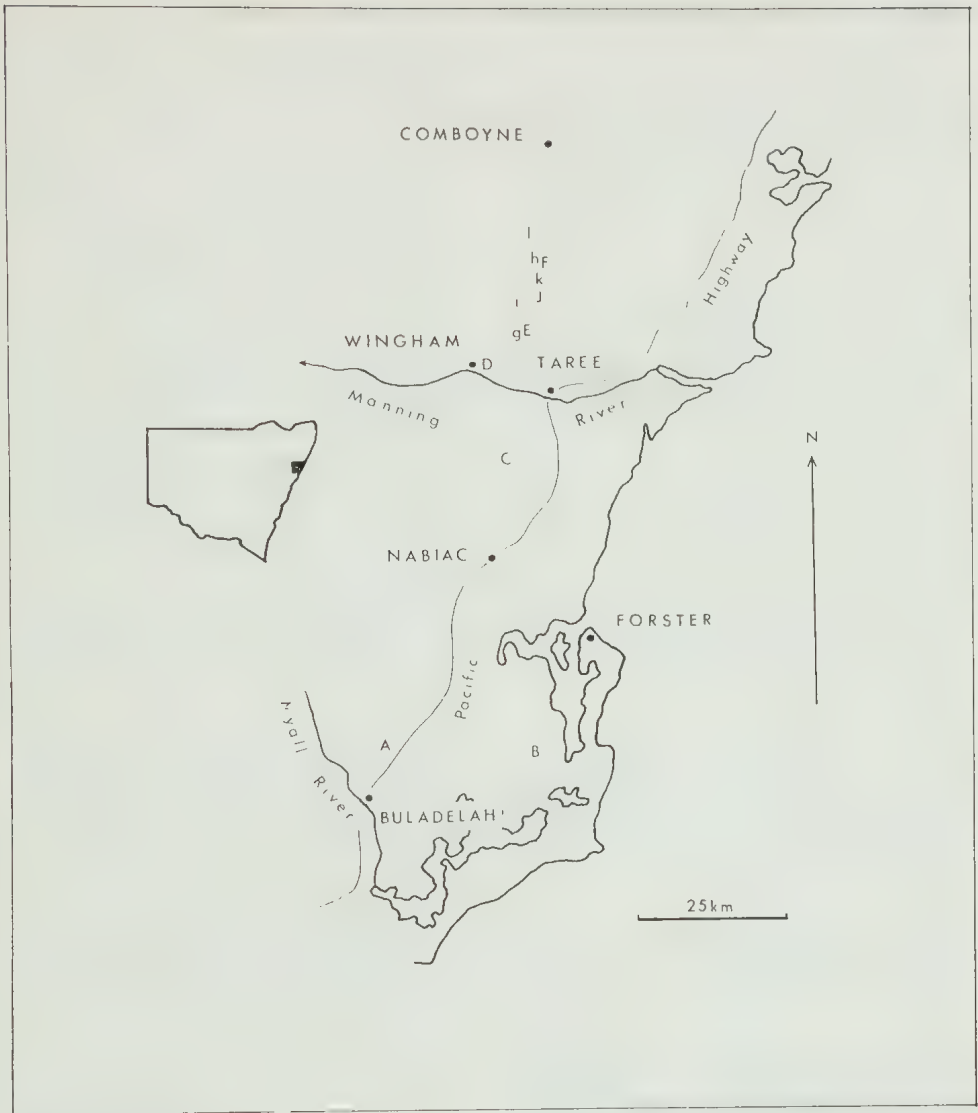 COMBOYNE
l
hF
k
J
ı
gE
Highway
WINGHAM
D
TAREE
Manning
River
C
N
NABIAC
FORSTER
Pacific
B
A
Myall
River
BULADELAH'
25km